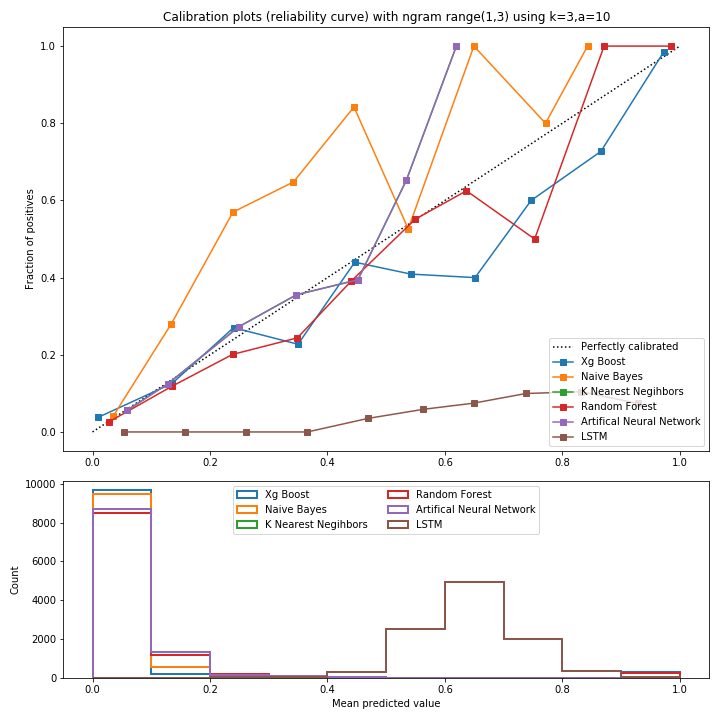 Calibration plots (reliability curve) with ngram range(1,3) using k=3,a=10
1.0
0.8
0.6
0.4
0.2
0.0
Fraction of positives
0.0 0.2 0.4 0.6 0.8 1.0
Perfectly calibrated
Xg Boost
Naive Bayes
K Nearest Negihbors
Random Forest
Artifical Neural Network
LSTM
10000
8000
6000
4000
2000
0
Count
Xg Boost
Naive Bayes
K Nearest Negihbors
Random Forest
Artifical Neural Network
LSTM
0.0 0.2 0.4 0.6 0.8 1.0
Mean predicted value